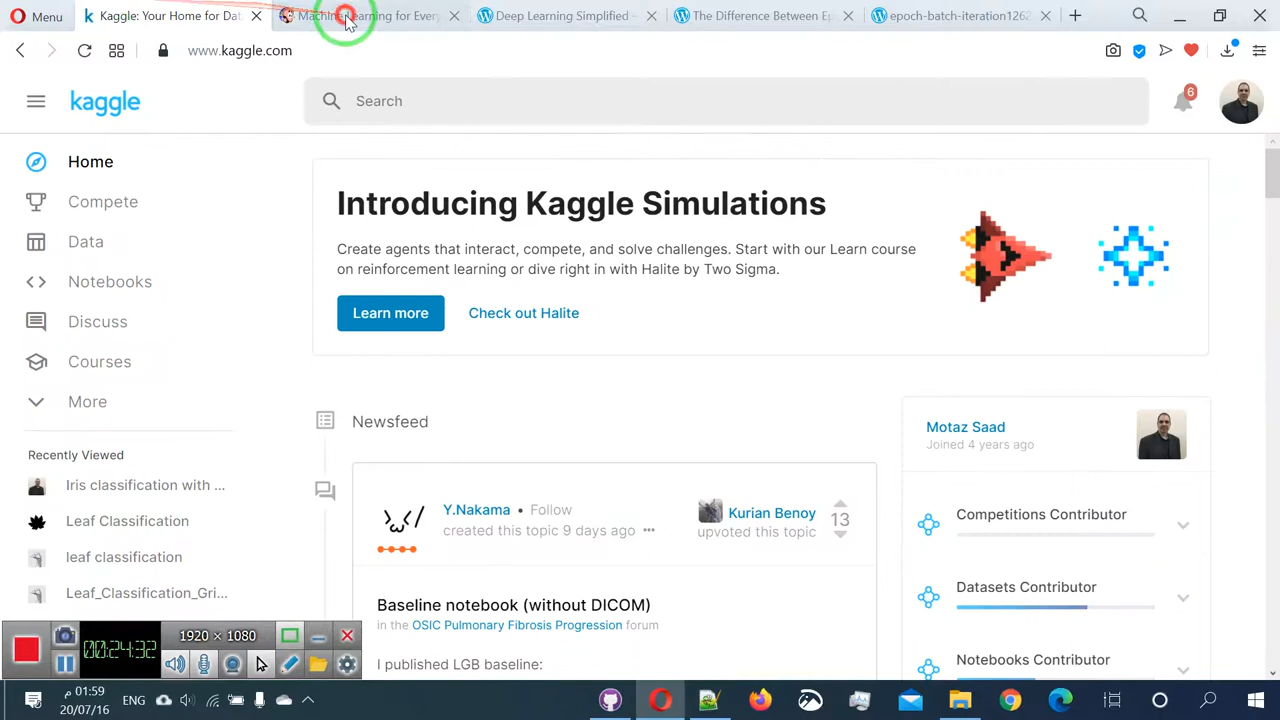 Menu
Kaggle: Your Home for Dat
Machine Learning for Every
Deep Learning Simplified –
The Difference Between Ep
epoch-batch-iteration1262
www.kaggle.com
kaggle
Search
6
Home
Compete
Data
Notebooks
Discuss
Courses
More
Recently Viewed
Iris classification with ...
Leaf Classification
leaf classification
Leaf_Classification_Gri...
Introducing Kaggle Simulations
Create agents that interact, compete, and solve challenges. Start with our Learn course
on reinforcement learning or dive right in with Halite by Two Sigma.
Learn more
Check out Halite
Newsfeed
Y.Nakama • Follow
created this topic 9 days ago
Kurian Benoy
upvoted this topic
13
Baseline notebook (without DICOM)
in the OSIC Pulmonary Fibrosis Progression forum
I published LGB baseline:
Motaz Saad
Joined 4 years ago
Competitions Contributor
Datasets Contributor
Notebooks Contributor
1920 × 1080
00:24:32
01:59 م
20/07/16
ENG